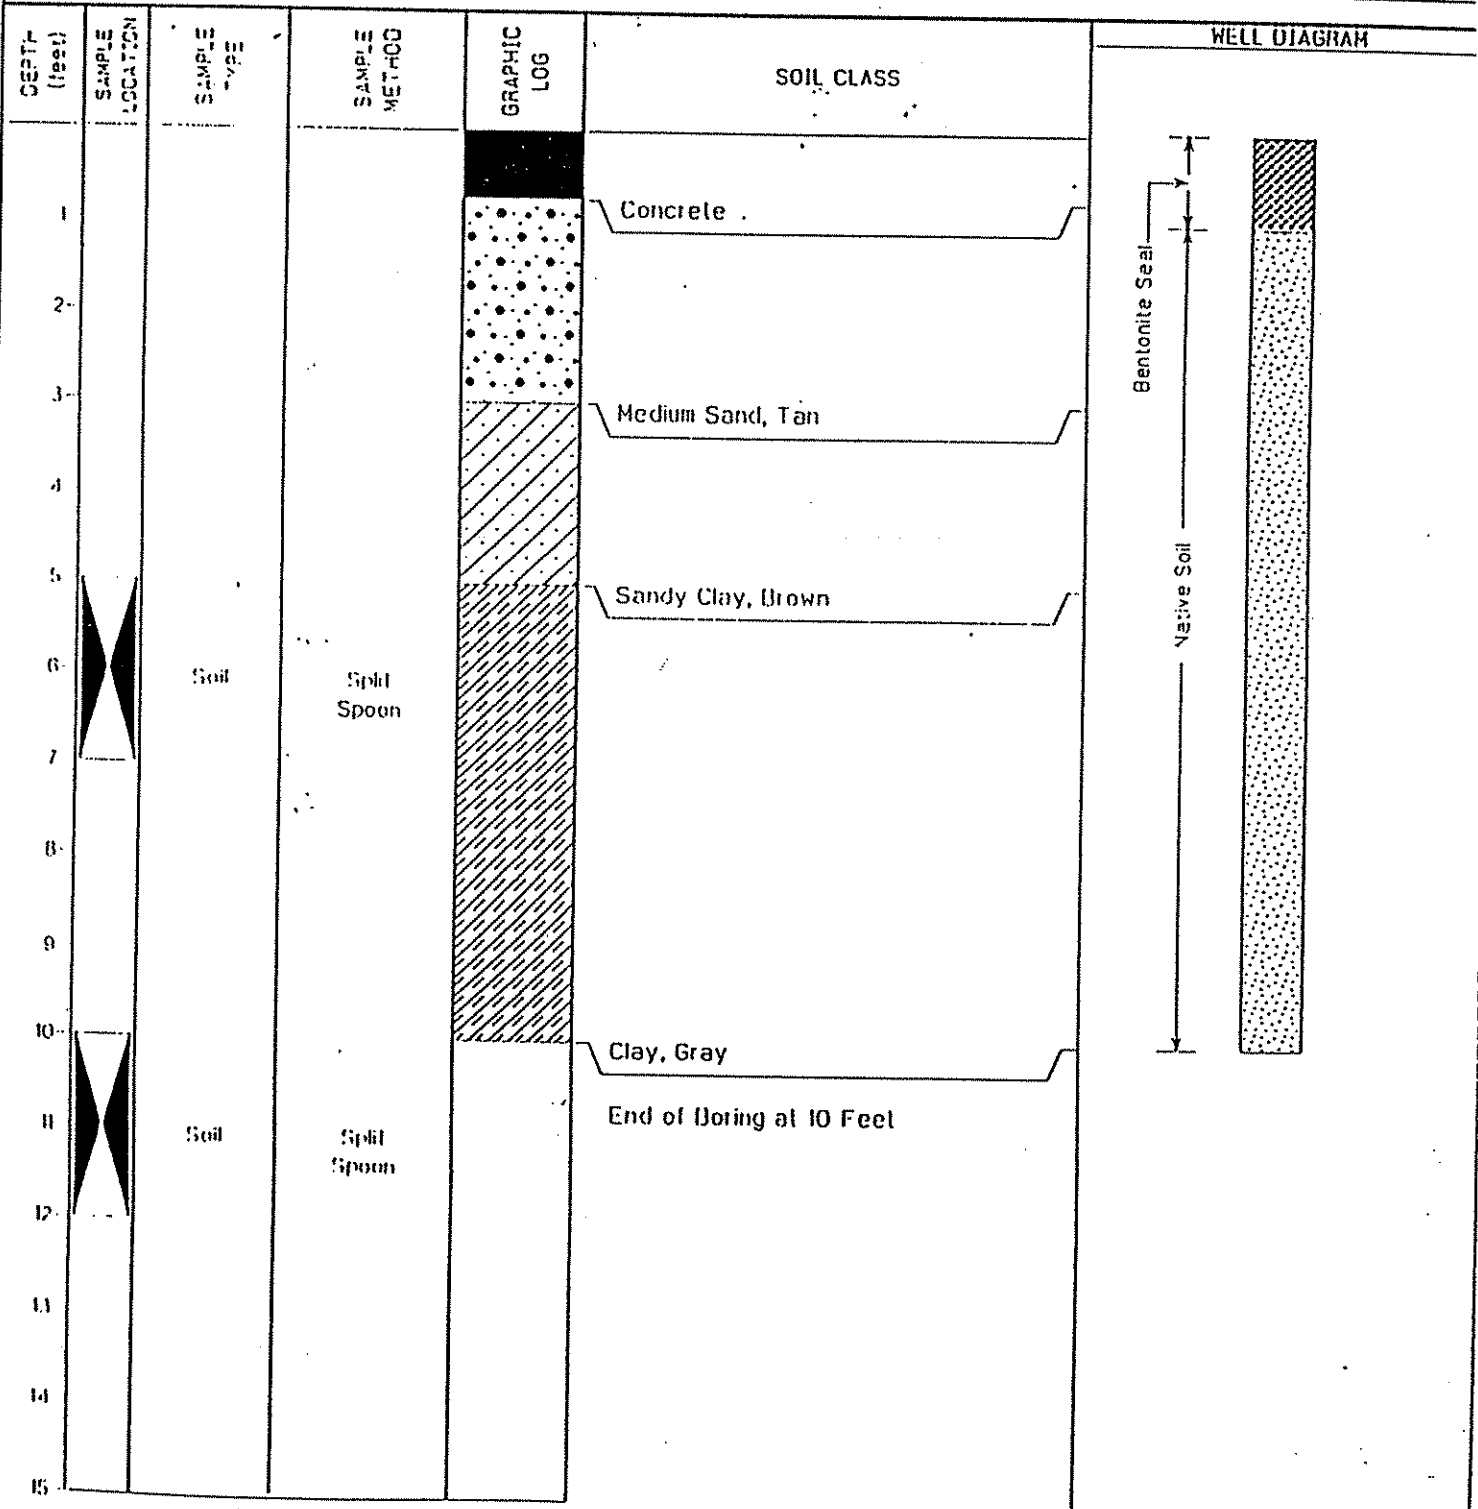 DEPTH
(feet)
SAMPLE
LOCATION
SAMPLE
TYPE
SAMPLE
METHOD
GRAPHIC
LOG
SOIL CLASS
WELL DIAGRAM
1
Concrete
2
3
Medium Sand, Tan
4
5
Sandy Clay, Brown
6
Soil
Split
Spoon
7
8
9
10
Clay, Gray
End of Boring at 10 Feet
11
Soil
Split
Spoon
12
13
14
15
Bentonite Seal
Native Soil